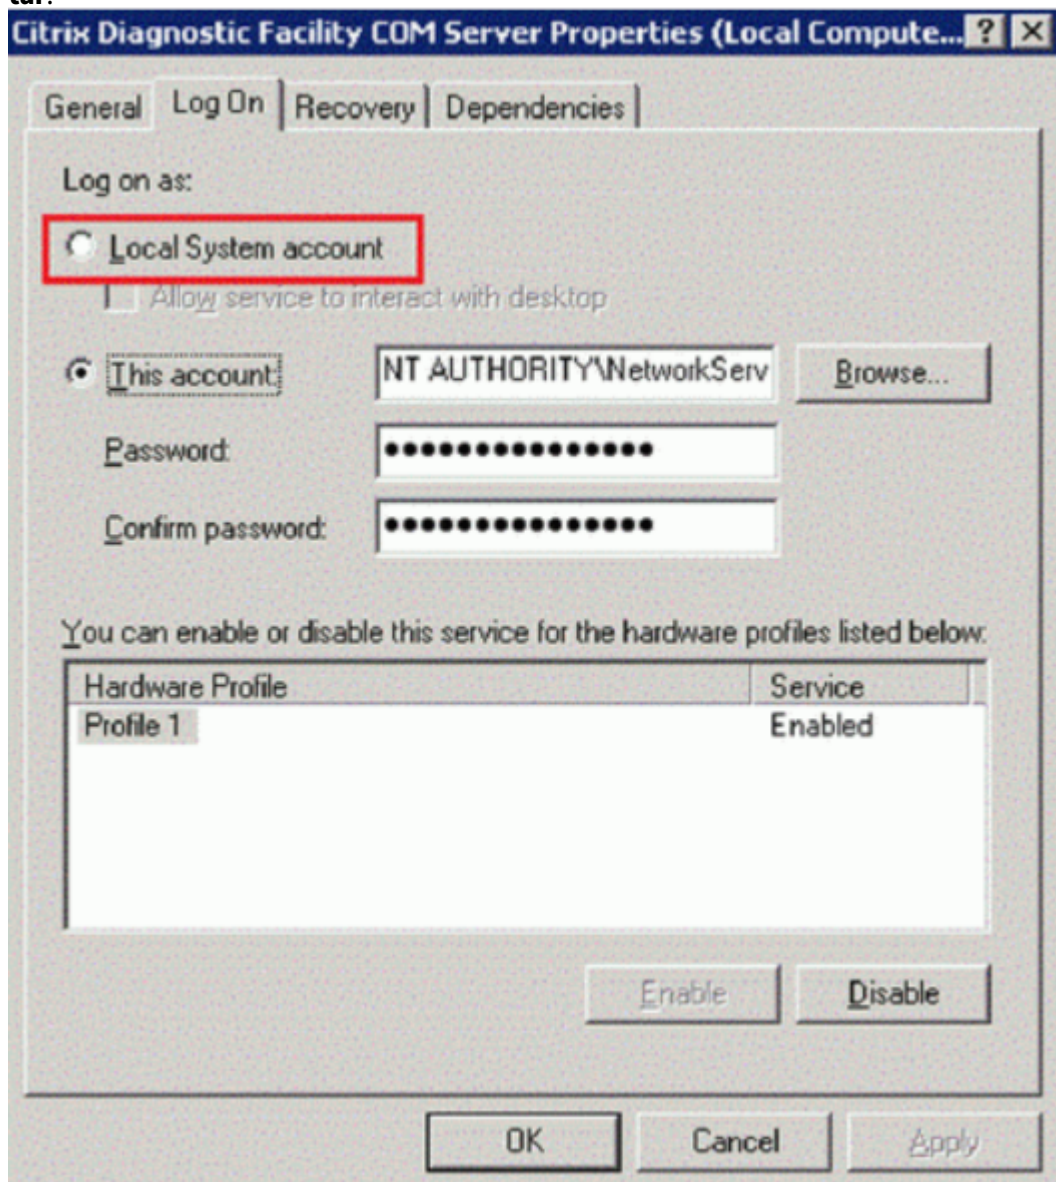 Citrix Diagnostic Facility COM Server Properties (Local Compute...
General Log On Recovery Dependencies
Log on as:
Local System account
Allow service to interact with desktop
This account:
NT AUTHORITY\NetworkServ
Browse...
Password:
●●●●●●●●●●●●●●●
Confirm password:
●●●●●●●●●●●●●●●
You can enable or disable this service for the hardware profiles listed below:
Hardware Profile Service
Profile 1 Enabled
Enable Disable
OK Cancel Apply